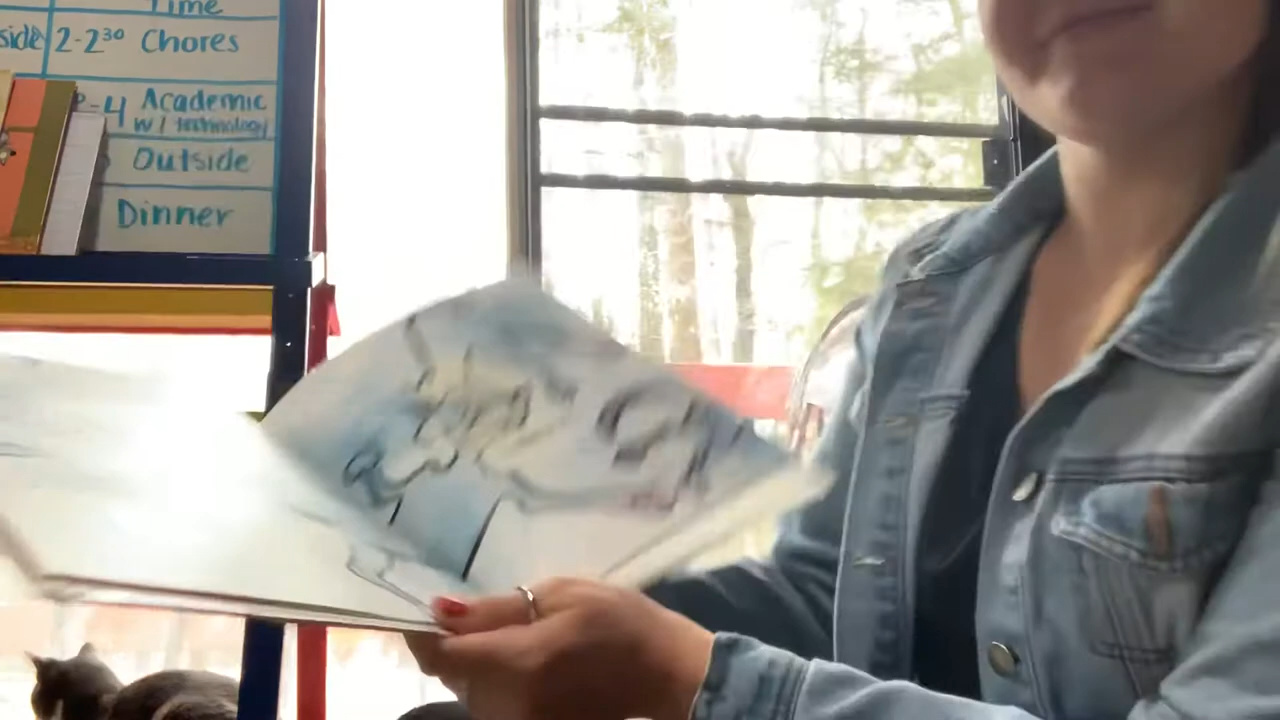 Time
side 2-2³⁰ Chores
-4 Academic
w/ technology
Outside
Dinner